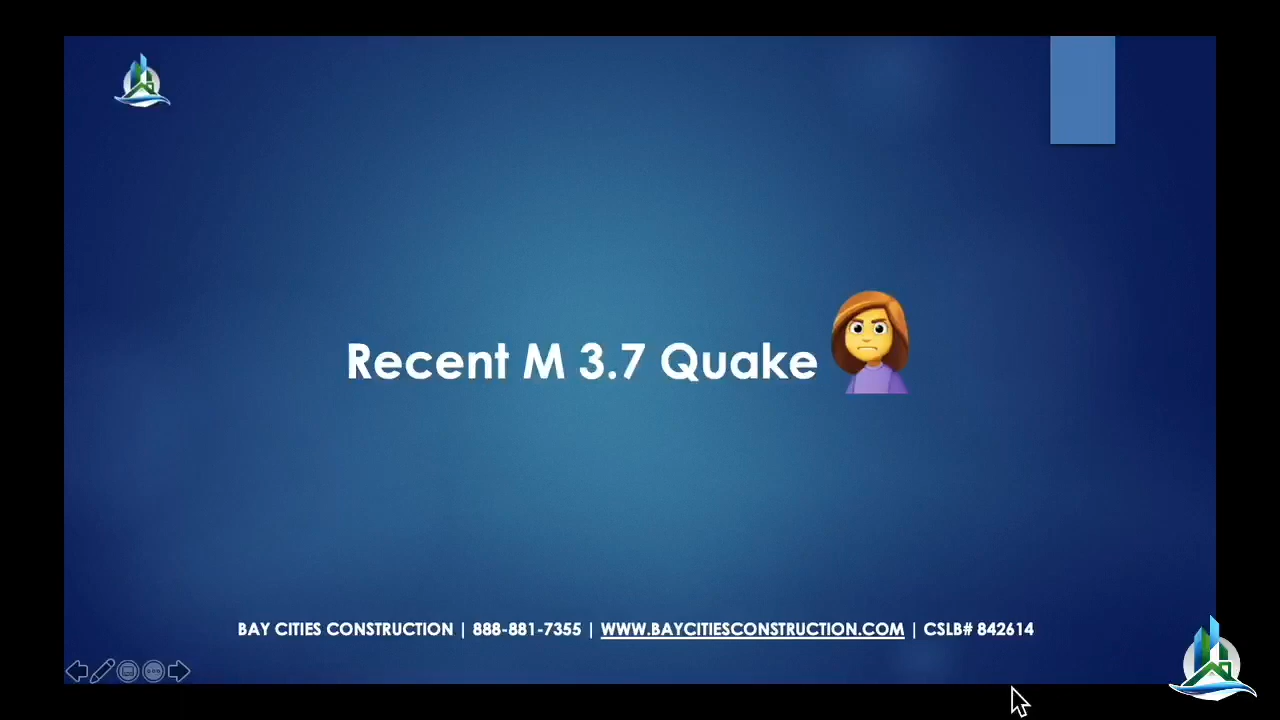 Recent M 3.7 Quake
BAY CITIES CONSTRUCTION | 888-881-7355 | WWW.BAYCITIESCONSTRUCTION.COM | CSLB# 842614